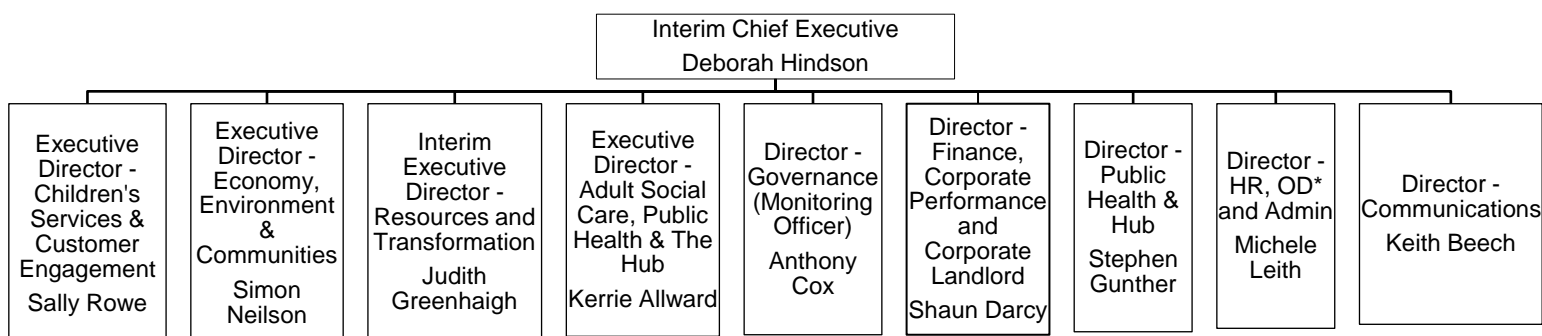 Interim Chief Executive
Deborah Hindson
Executive
Director -
Children's
Services &
Customer
Engagement
Sally Rowe
Executive
Director -
Economy,
Environment
&
Communities
Simon
Neilson
Interim
Executive
Director -
Resources and
Transformation
Judith
Greenhaigh
Executive
Director -
Adult Social
Care, Public
Health & The
Hub
Kerrie Allward
Director -
Governance
(Monitoring
Officer)
Anthony
Cox
Director -
Finance,
Corporate
Performance
and
Corporate
Landlord
Shaun Darcy
Director -
Public
Health &
Hub
Stephen
Gunther
Director -
HR, OD*
and Admin
Michele
Leith
Director -
Communications
Keith Beech